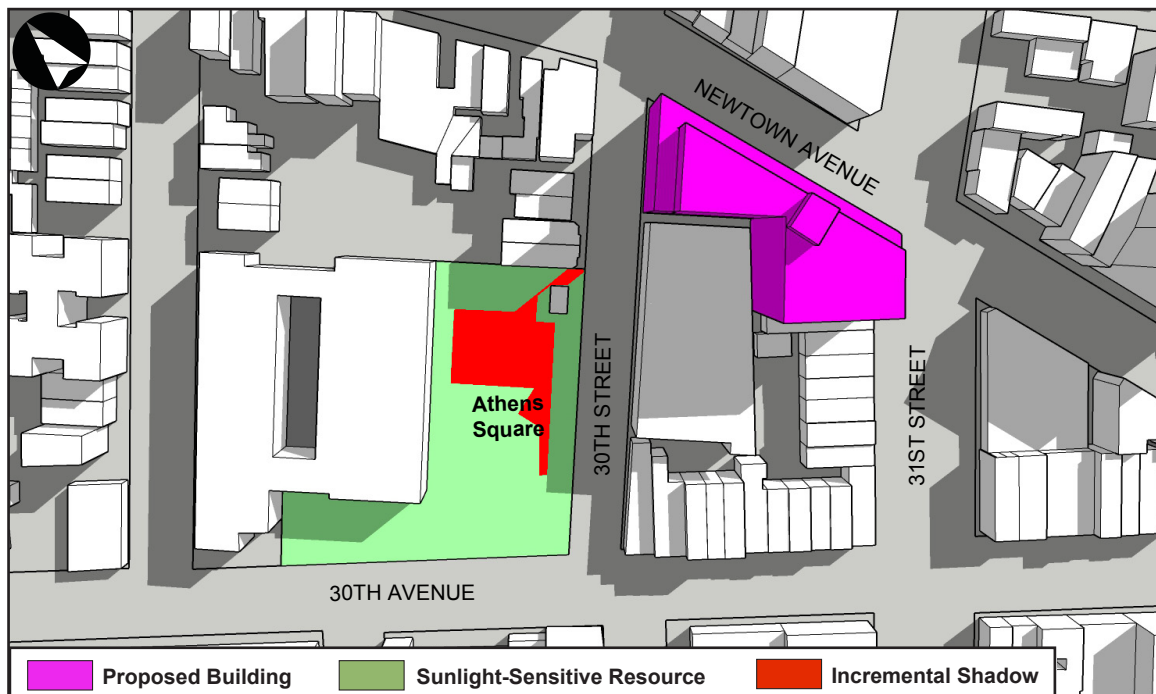 NEWTOWN AVENUE
30TH STREET
31ST STREET
Athens
Square
30TH AVENUE
Proposed Building
Sunlight-Sensitive Resource
Incremental Shadow